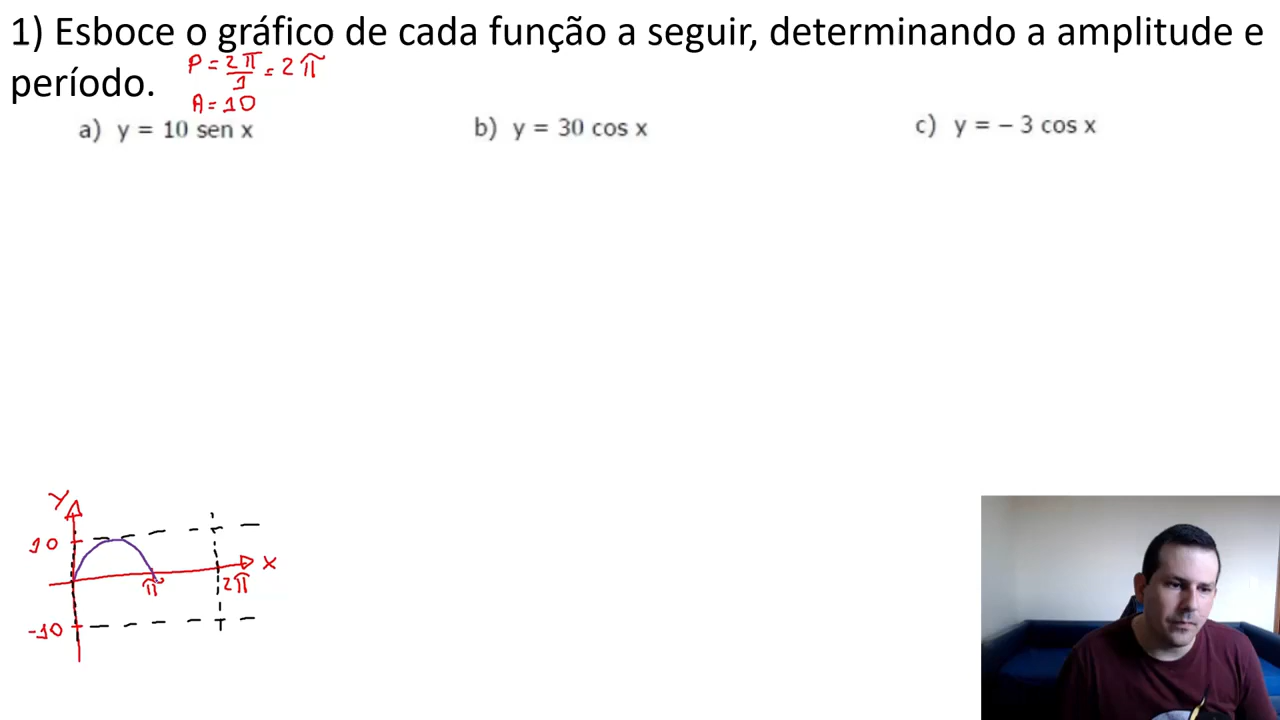 1) Esboce o gráfico de cada função a seguir, determinando a amplitude e
período.
P = 2π/1 = 2π
A = 10
a) y = 10 sen x
b) y = 30 cos x
c) y = – 3 cos x
y
10
x
π
2π
-10